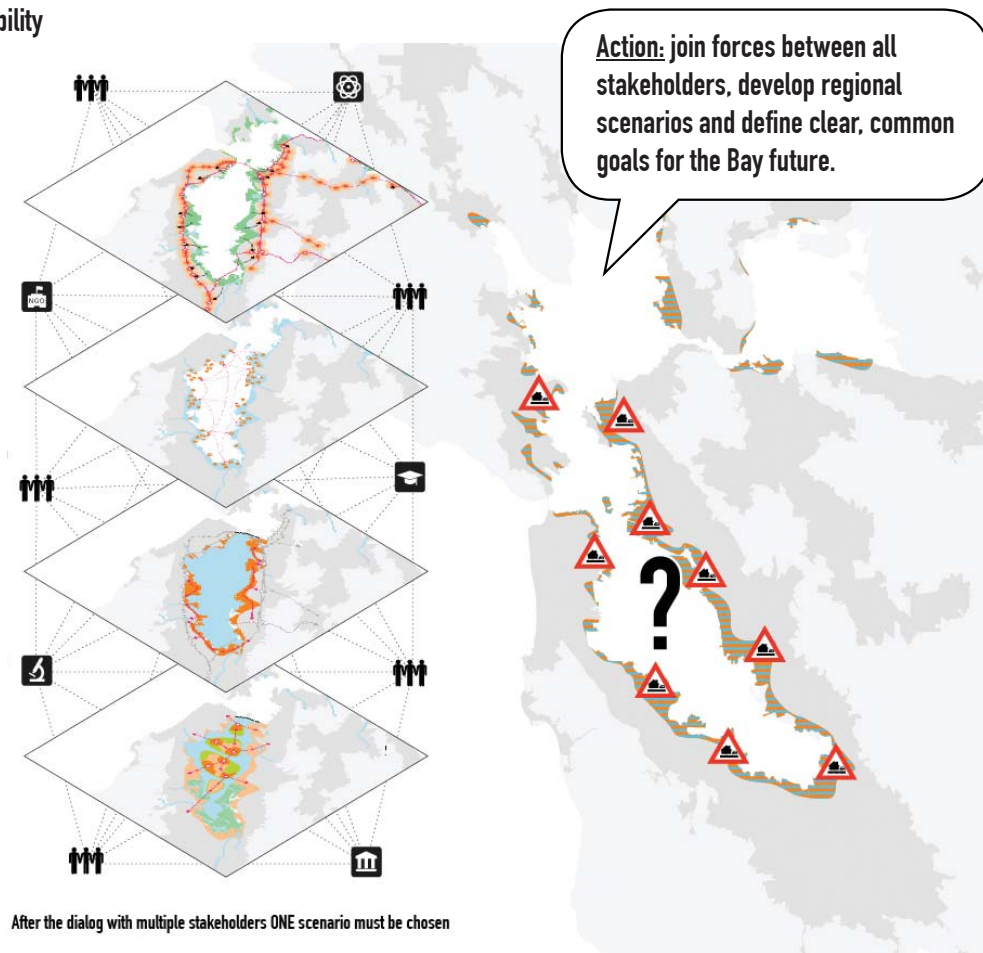 bility
Action: join forces between all
stakeholders, develop regional
scenarios and define clear, common
goals for the Bay future.
NGO
?
!
After the dialog with multiple stakeholders ONE scenario must be chosen